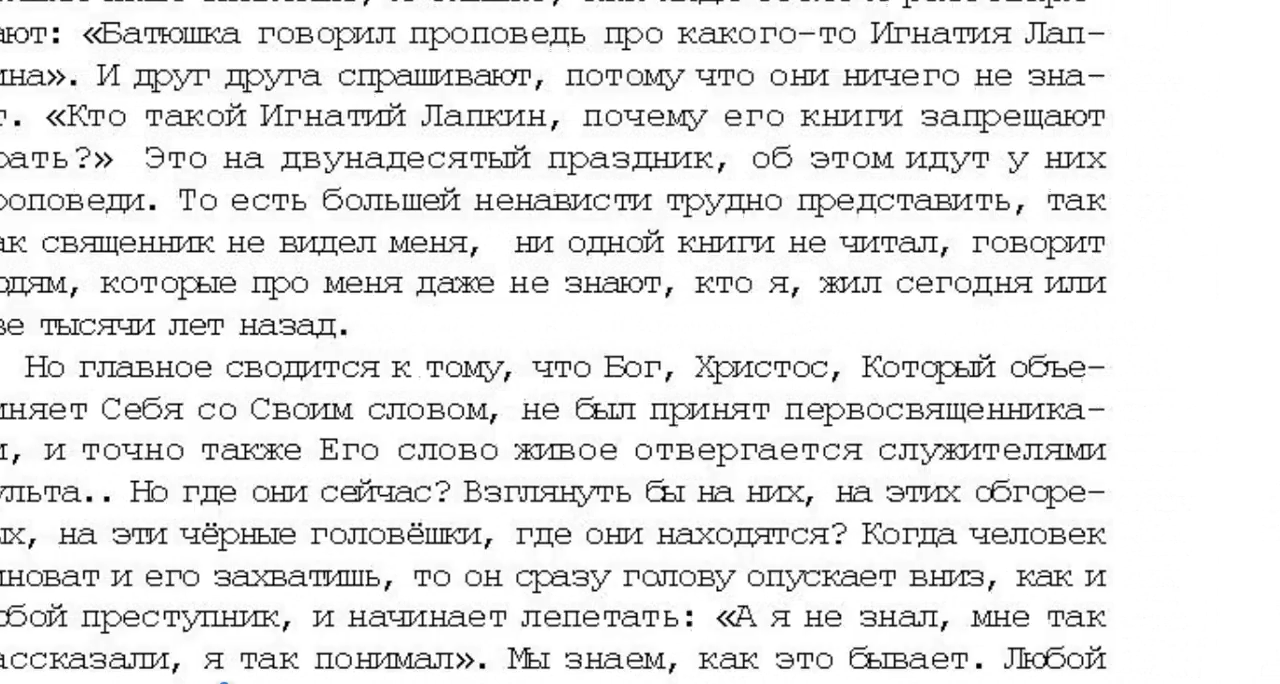 ают: «Батюшка говорил проповедь про какого-то Игнатия Лап-
ина». И друг друга спрашивают, потому что они ничего не зна-
т. «Кто такой Игнатий Лапкин, почему его книги запрещают
рать?» Это на двунадесятый праздник, об этом идут у них
роповеди. То есть большей ненависти трудно представить, так
ак священник не видел меня, ни одной книги не читал, говорит
юдям, которые про меня даже не знают, кто я, жил сегодня или
ве тысячи лет назад.
Но главное сводится к тому, что Бог, Христос, Который объе-
иняет Себя со Своим словом, не был принят первосвященника-
и, и точно также Его слово живое отвергается служителями
ульта.. Но где они сейчас? Взглянуть бы на них, на этих обгоре-
ых, на эти чёрные головёшки, где они находятся? Когда человек
иноват и его захватишь, то он сразу голову опускает вниз, как и
юбой преступник, и начинает лепетать: «А я не знал, мне так
ассказали, я так понимал». Мы знаем, как это бывает. Любой